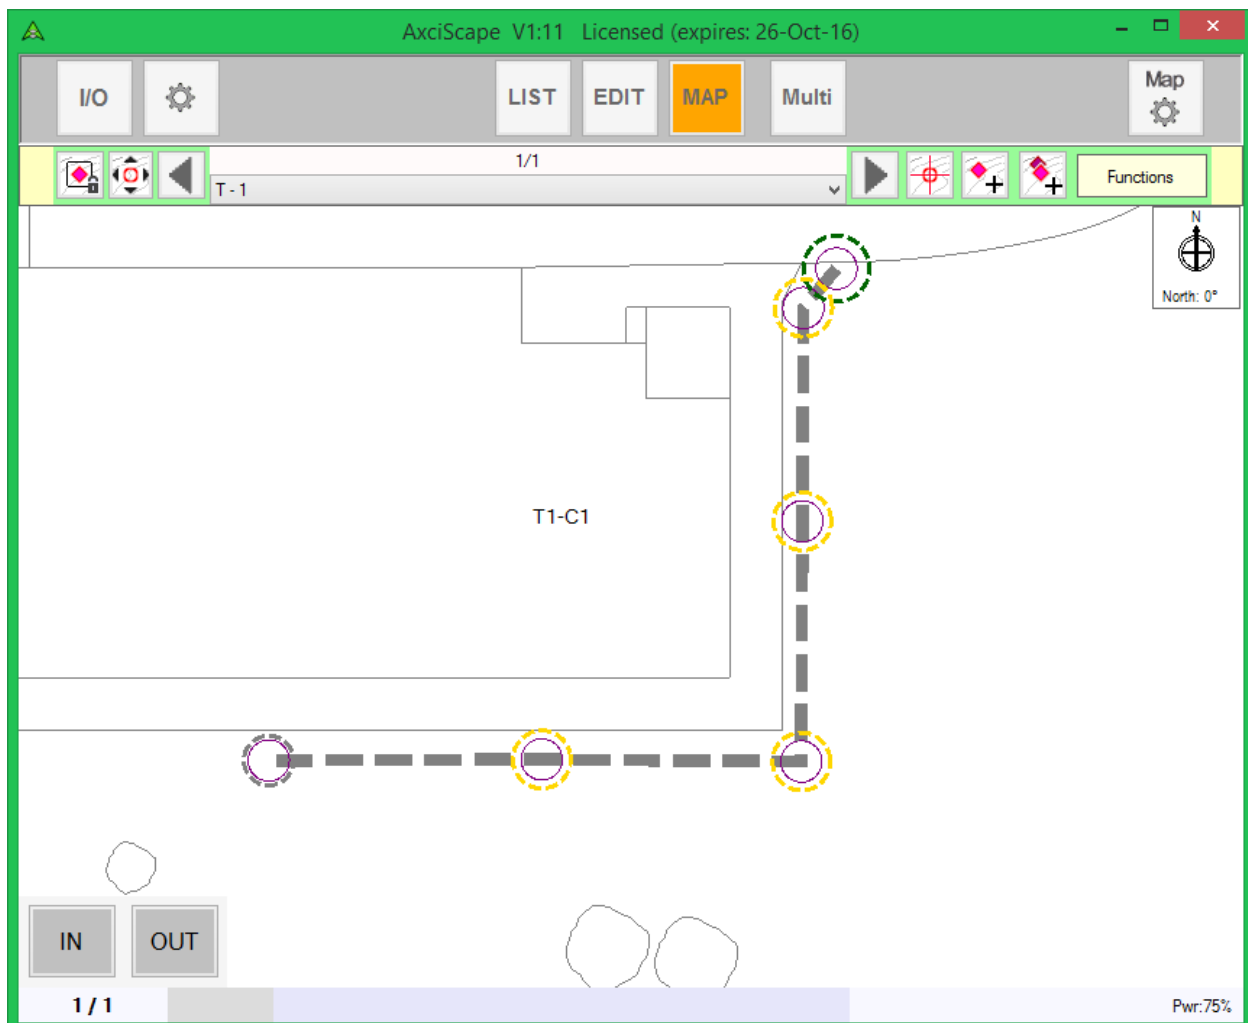 AxciScape V1:11 Licensed (expires: 26-Oct-16)
I/O
LIST
EDIT
MAP
Multi
Map
1/1
T - 1
Functions
N
North: 0°
T1-C1
IN
OUT
1 / 1
Pwr:75%